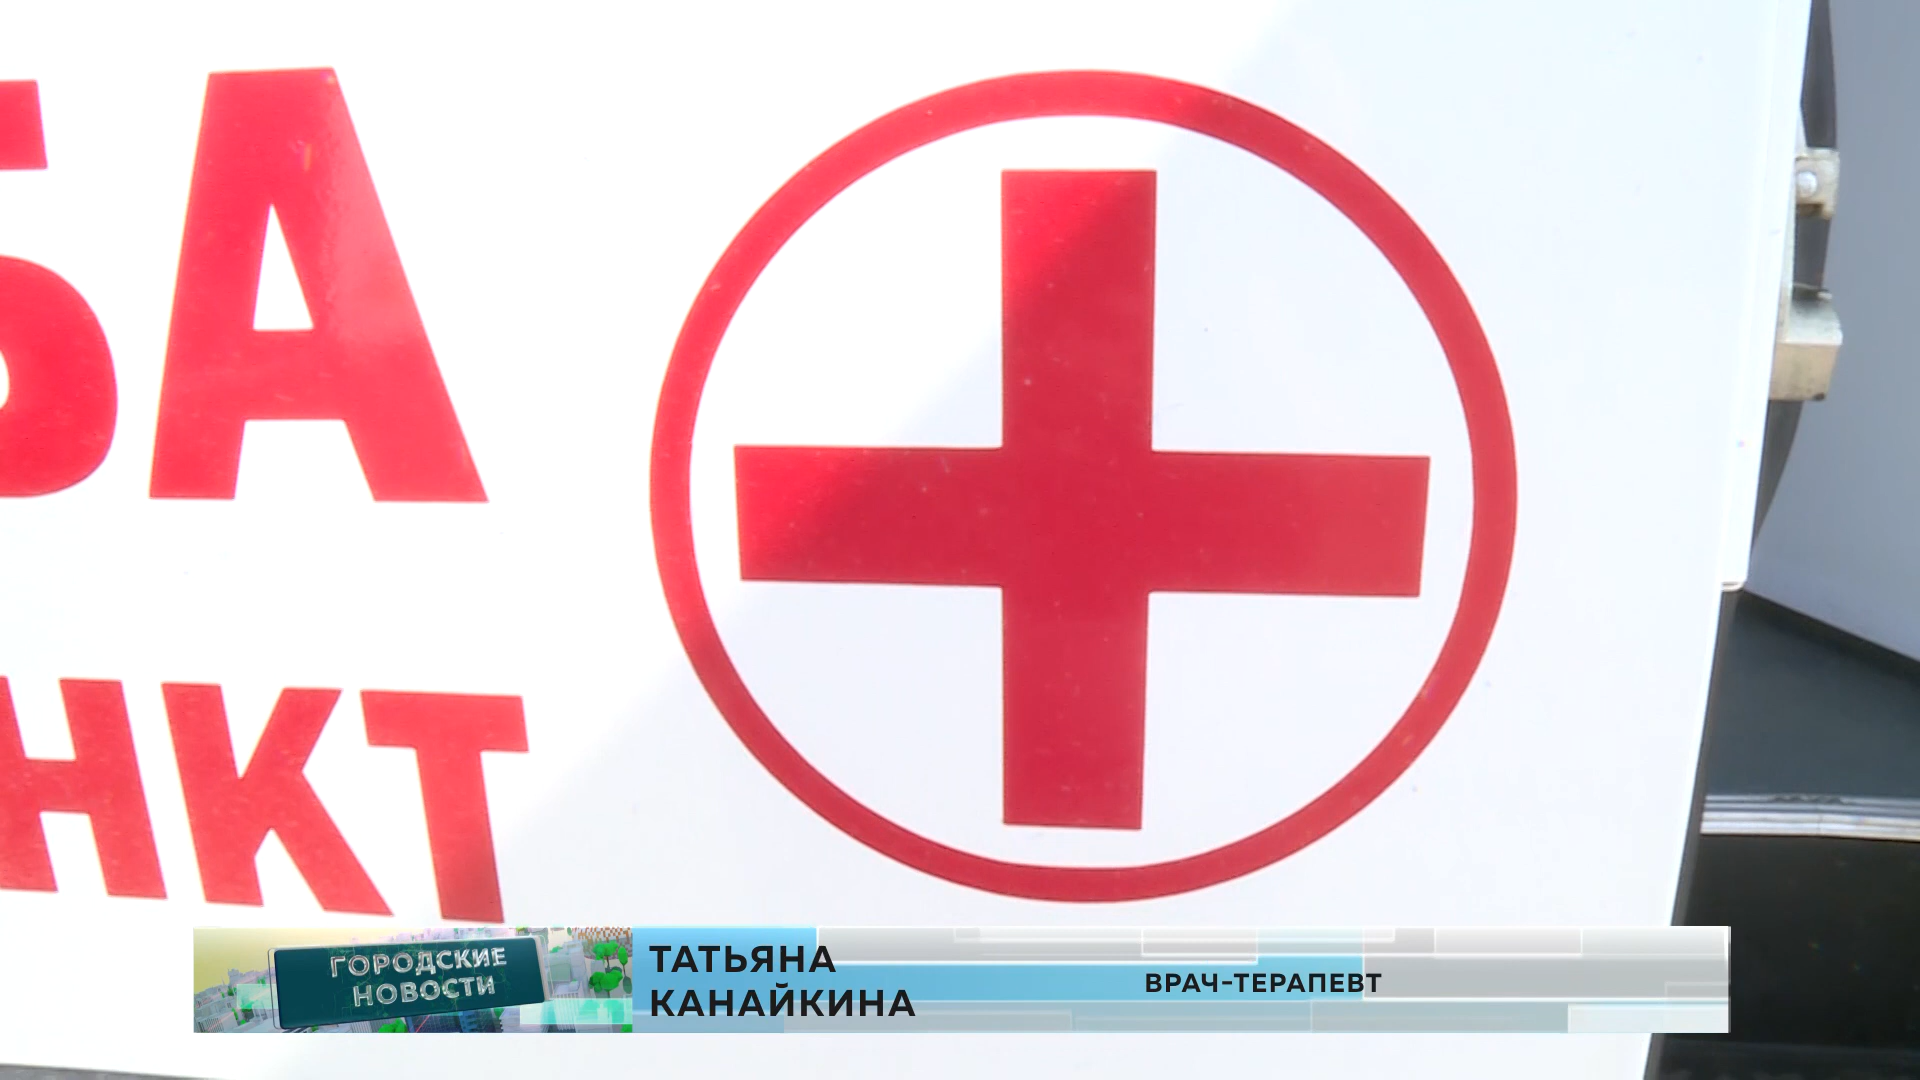 БА
НКТ
ГОРОДСКИЕ
НОВОСТИ
ТАТЬЯНА
КАНАЙКИНА
ВРАЧ-ТЕРАПЕВТ